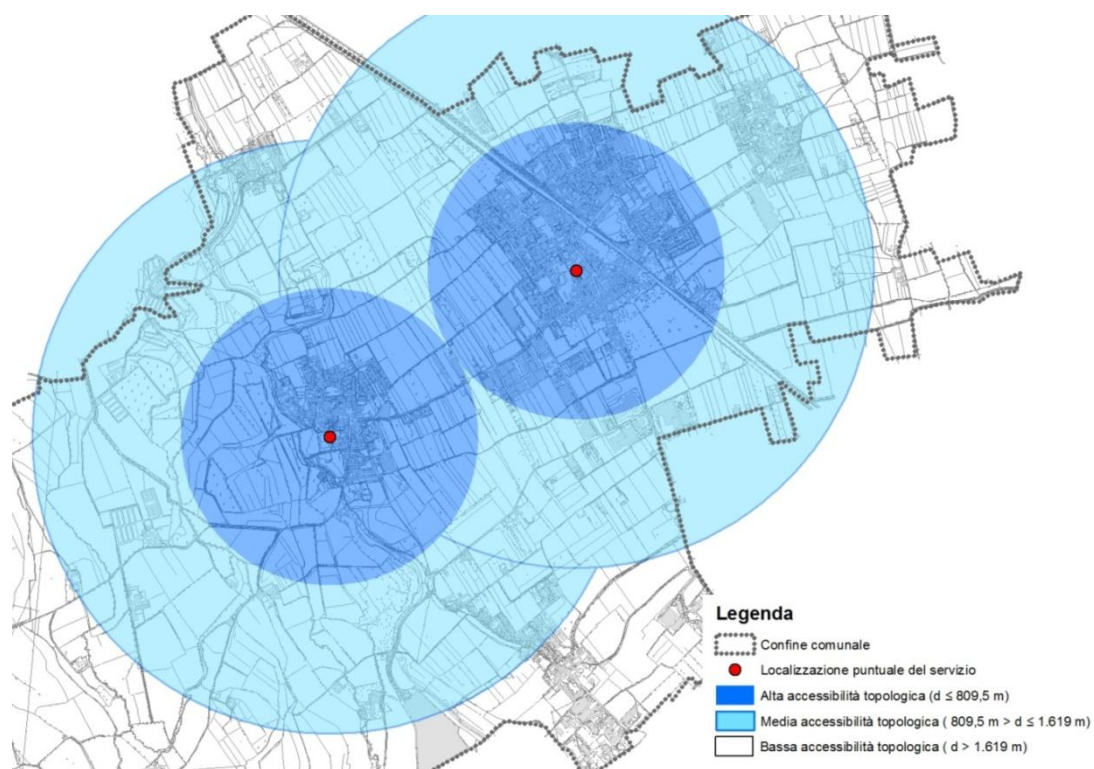 Legenda
Confine comunale
Localizzazione puntuale del servizio
Alta accessibilità topologica (d ≤ 809,5 m)
Media accessibilità topologica ( 809,5 m > d ≤ 1.619 m)
Bassa accessibilità topologica ( d > 1.619 m)